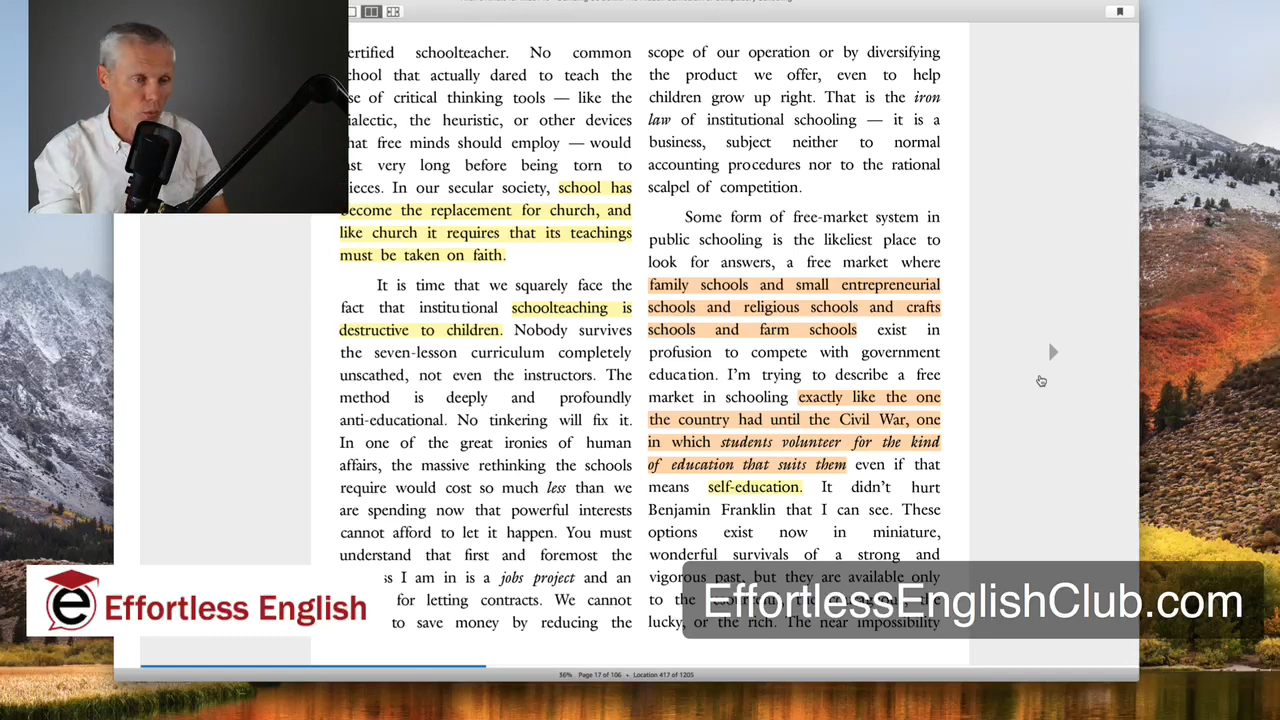 ertified schoolteacher. No common
chool that actually dared to teach the
se of critical thinking tools — like the
ialectic, the heuristic, or other devices
hat free minds should employ — would
st very long before being torn to
ieces. In our secular society, school has
become the replacement for church, and
like church it requires that its teachings
must be taken on faith.
It is time that we squarely face the
fact that institutional schoolteaching is
destructive to children. Nobody survives
the seven-lesson curriculum completely
unscathed, not even the instructors. The
method is deeply and profoundly
anti-educational. No tinkering will fix it.
In one of the great ironies of human
affairs, the massive rethinking the schools
require would cost so much less than we
are spending now that powerful interests
cannot afford to let it happen. You must
understand that first and foremost the
ss I am in is a jobs project and an
for letting contracts. We cannot
to save money by reducing the
scope of our operation or by diversifying
the product we offer, even to help
children grow up right. That is the iron
law of institutional schooling — it is a
business, subject neither to normal
accounting procedures nor to the rational
scalpel of competition.
Some form of free-market system in
public schooling is the likeliest place to
look for answers, a free market where
family schools and small entrepreneurial
schools and religious schools and crafts
schools and farm schools exist in
profusion to compete with government
education. I'm trying to describe a free
market in schooling exactly like the one
the country had until the Civil War, one
in which students volunteer for the kind
of education that suits them even if that
means self-education. It didn't hurt
Benjamin Franklin that I can see. These
options exist now in miniature,
wonderful survivals of a strong and
vigorous past, but they are available only
to the
lucky, or the rich. The near impossibility
e Effortless English
EffortlessEnglishClub.com
36% Page 17 of 106 • Location 417 of 1205